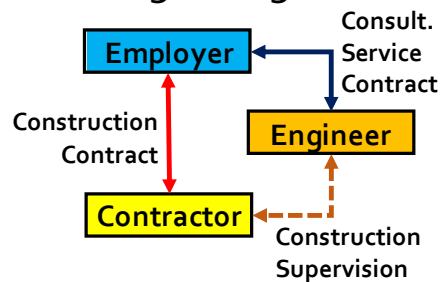 Consult.
Service
Contract
Employer
Construction
Contract
Engineer
Contractor
Construction
Supervision